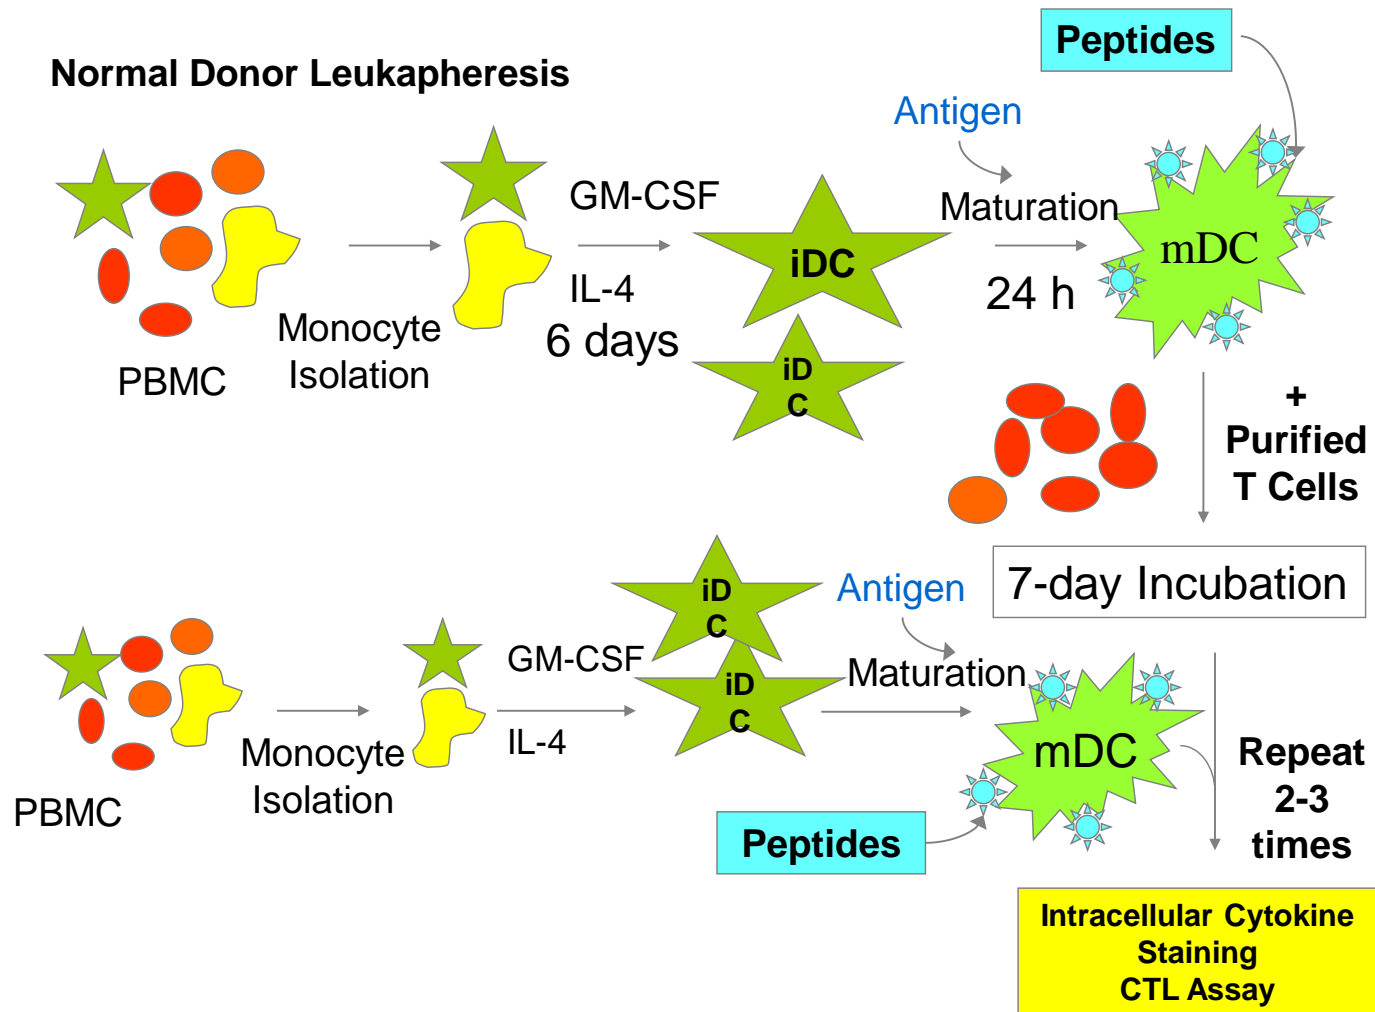 Peptides
Normal Donor Leukapheresis
Antigen
GM-CSF
Maturation
iDC
mDC
IL-4
24 h
Monocyte
Isolation
6 days
PBMC
iD
C
+
Purified
T Cells
7-day Incubation
iD
C
Antigen
GM-CSF
Maturation
iD
C
IL-4
mDC
Monocyte
Isolation
Repeat
2-3
times
PBMC
Peptides
Intracellular Cytokine
Staining
CTL Assay